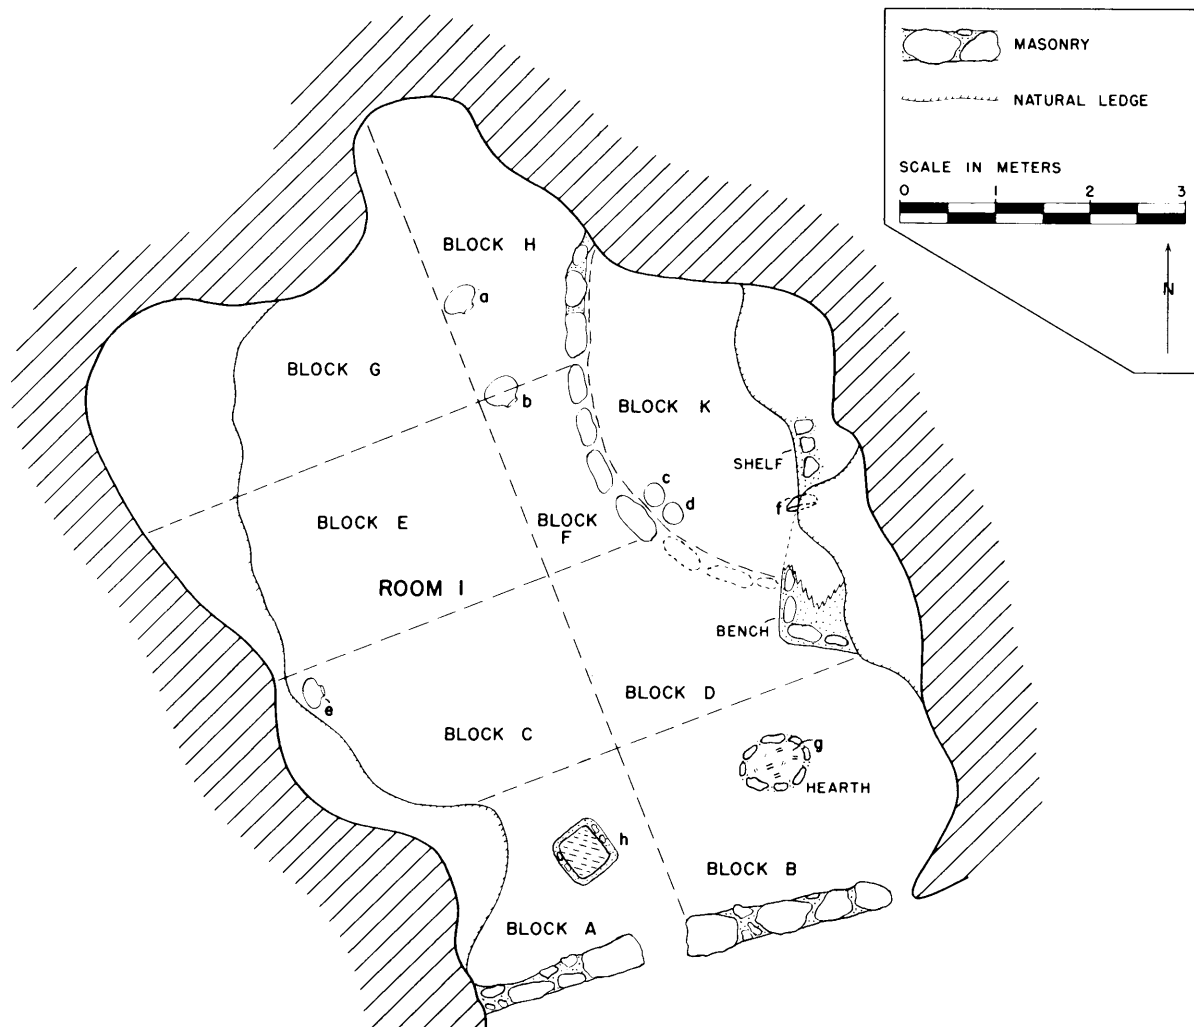 MASONRY
NATURAL LEDGE
SCALE IN METERS
0 1 2 3
N
BLOCK H
a
BLOCK G
b
BLOCK K
SHELF
c
d
f
BLOCK E
BLOCK
F
ROOM I
BENCH
e
BLOCK D
BLOCK C
g
HEARTH
h
BLOCK B
BLOCK A